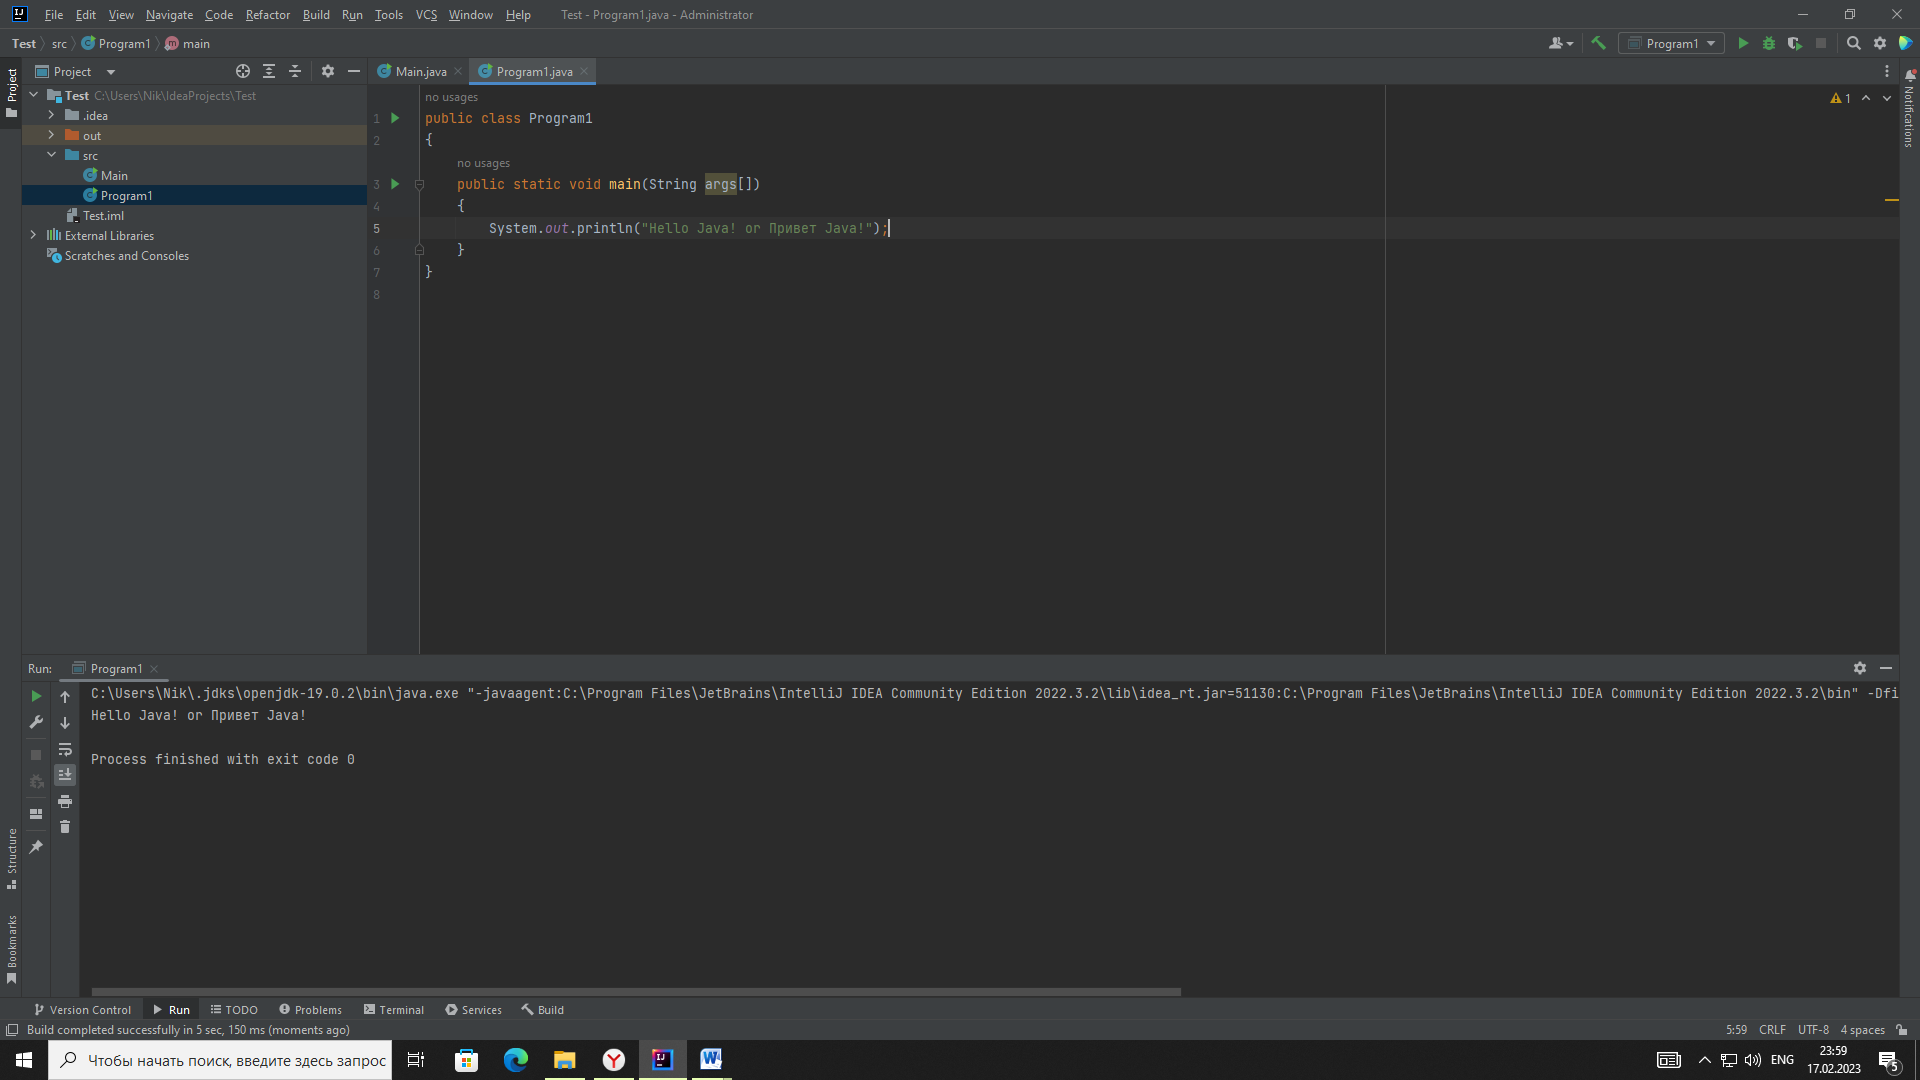 File Edit View Navigate Code Refactor Build Run Tools VCS Window Help Test - Program1.java - Administrator
Test src Program1 main Program1
Project
Project
Main.java
Program1.java
Notifications
Test C:\Users\Nik\IdeaProjects\Test
.idea
out
src
Main
Program1
Test.iml
External Libraries
Scratches and Consoles
no usages
1
1 public class Program1
2 {
no usages
3 public static void main(String args[])
4 {
5 System.out.println("Hello Java! or Привет Java!");
6 }
7 }
8
Run: Program1
C:\Users\Nik\.jdks\openjdk-19.0.2\bin\java.exe "-javaagent:C:\Program Files\JetBrains\IntelliJ IDEA Community Edition 2022.3.2\lib\idea_rt.jar=51130:C:\Program Files\JetBrains\IntelliJ IDEA Community Edition 2022.3.2\bin" -Dfi
Hello Java! or Привет Java!
Process finished with exit code 0
Structure
Bookmarks
Version Control Run TODO Problems Terminal Services Build
Build completed successfully in 5 sec, 150 ms (moments ago) 5:59 CRLF UTF-8 4 spaces
Чтобы начать поиск, введите здесь запрос
ENG
23:59
17.02.2023
5